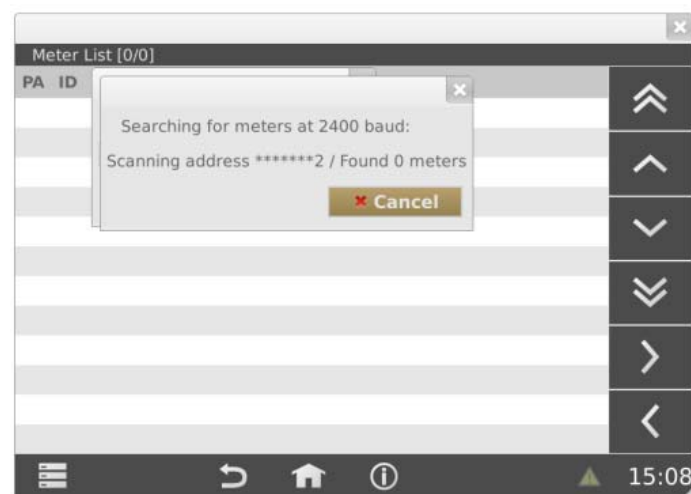 Meter List [0/0]
PA ID
Searching for meters at 2400 baud:
Scanning address *******2 / Found 0 meters
Cancel
15:08